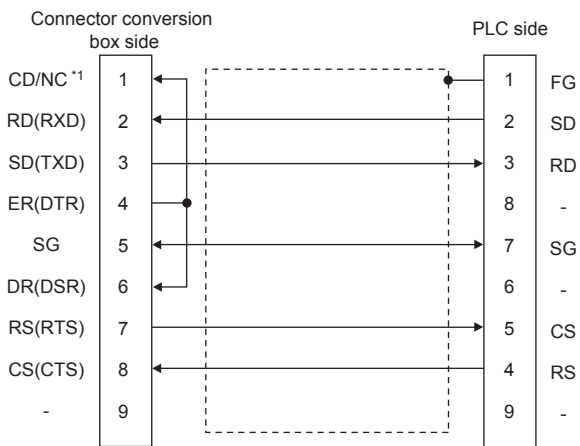 Connector conversion
box side
PLC side
CD/NC *1 1 1 FG
RD(RXD) 2 2 SD
SD(TXD) 3 3 RD
ER(DTR) 4 8 -
SG 5 7 SG
DR(DSR) 6 6 -
RS(RTS) 7 5 CS
CS(CTS) 8 4 RS
- 9 9 -